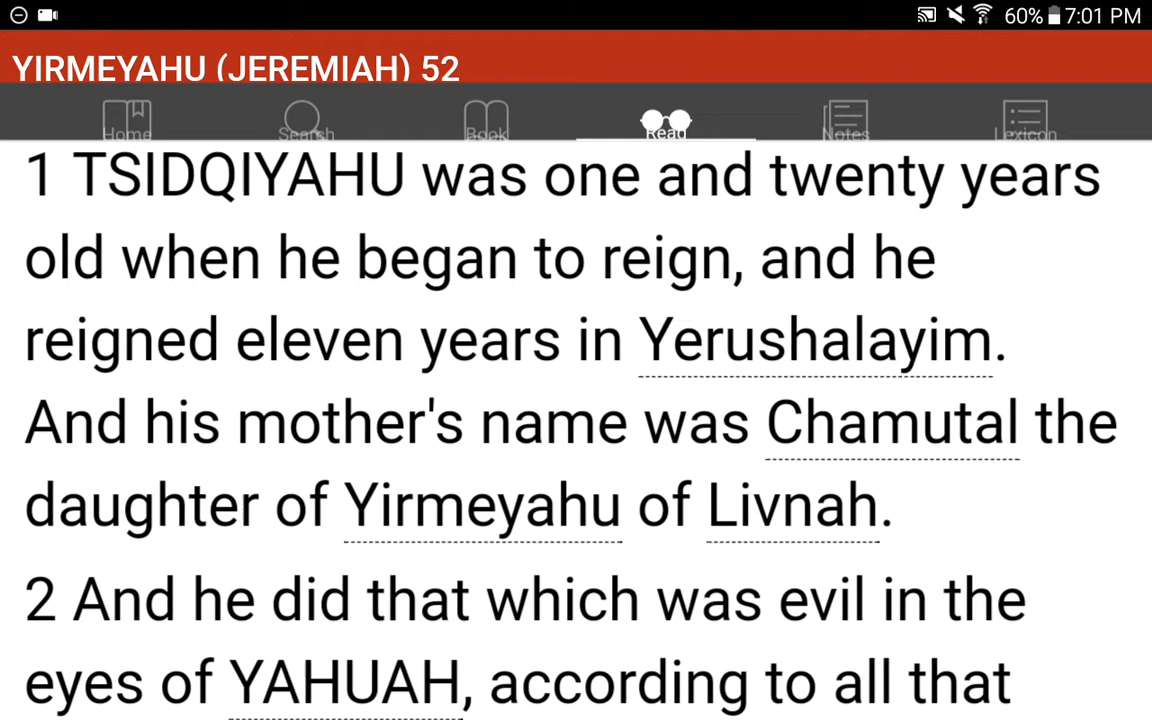 60% 7:01 PM
YIRMEYAHU (JEREMIAH) 52
Home Search Book Read Notes Lexicon
1 TSIDQIYAHU was one and twenty years
old when he began to reign, and he
reigned eleven years in Yerushalayim.
And his mother's name was Chamutal the
daughter of Yirmeyahu of Livnah.
2 And he did that which was evil in the
eyes of YAHUAH, according to all that